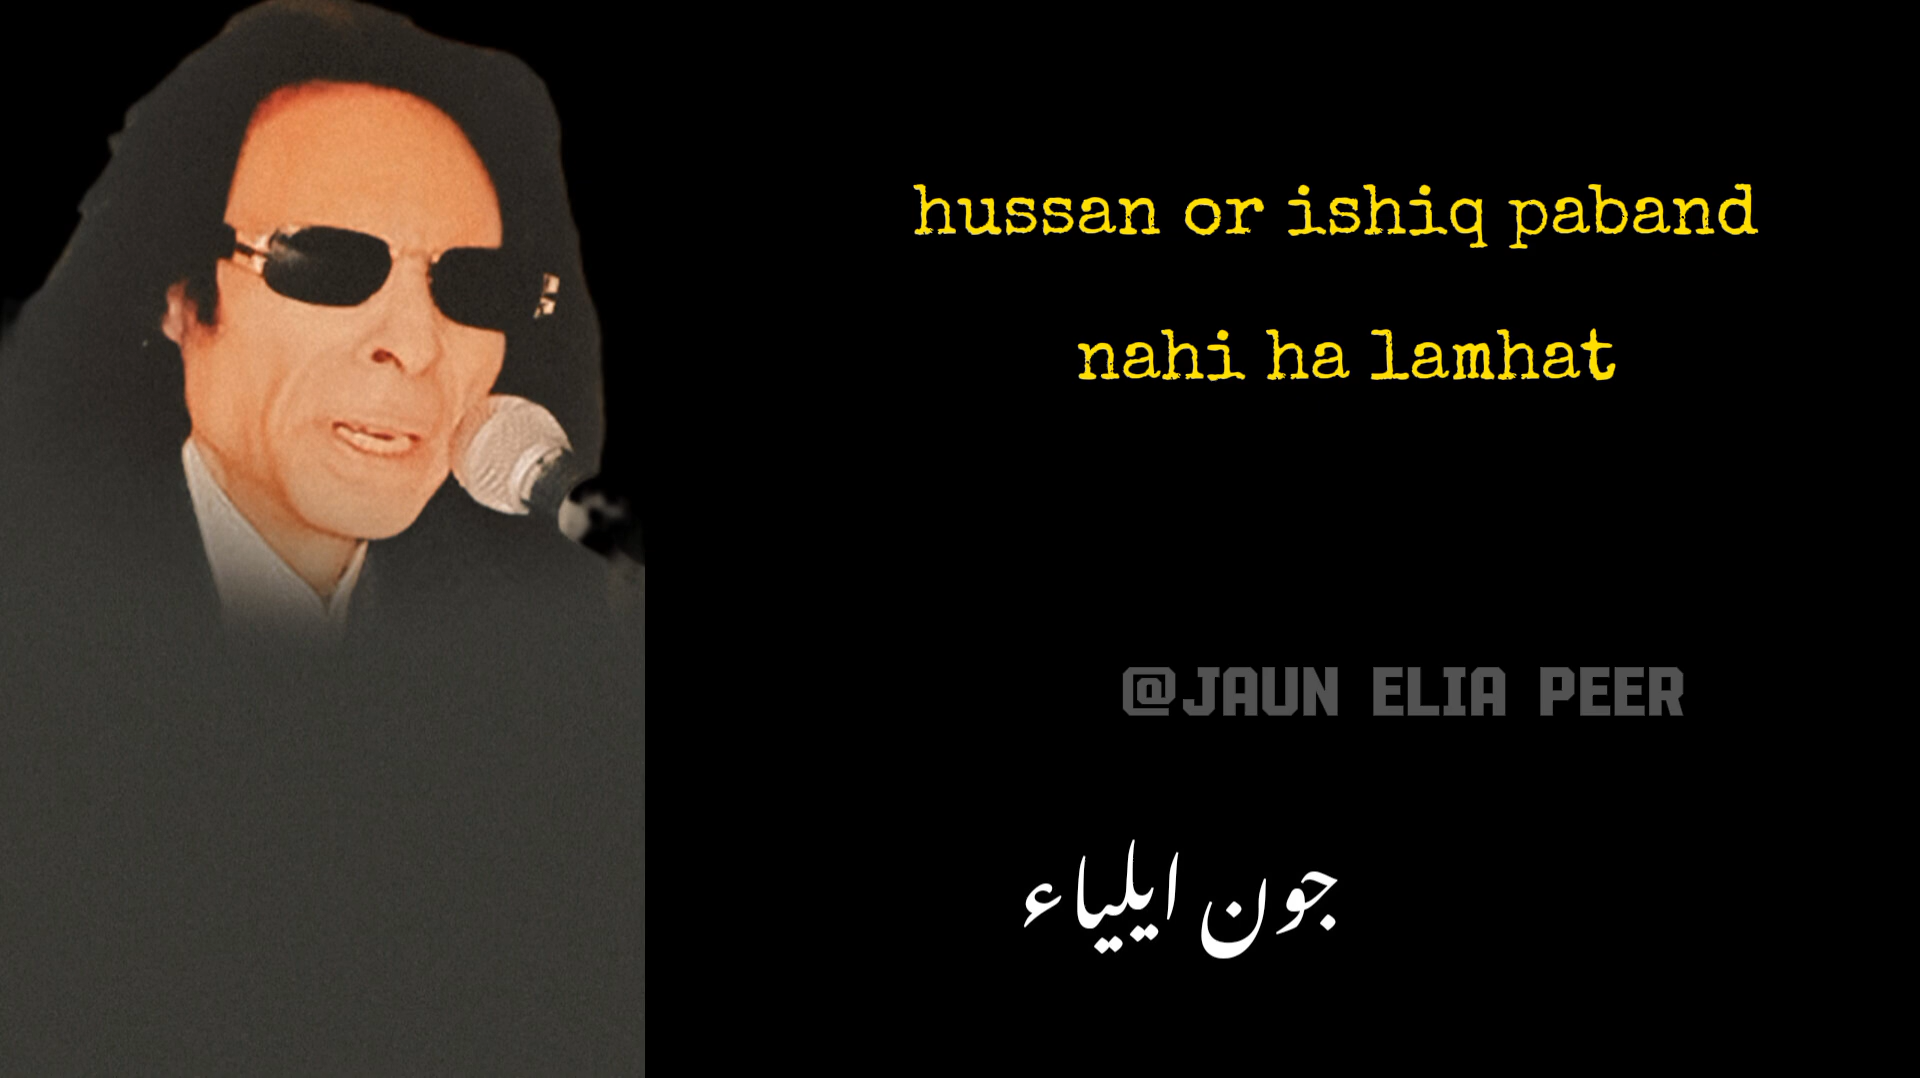 hussan or ishiq paband
nahi ha lamhat
@JAUN ELIA PEER
جون ایلیاء